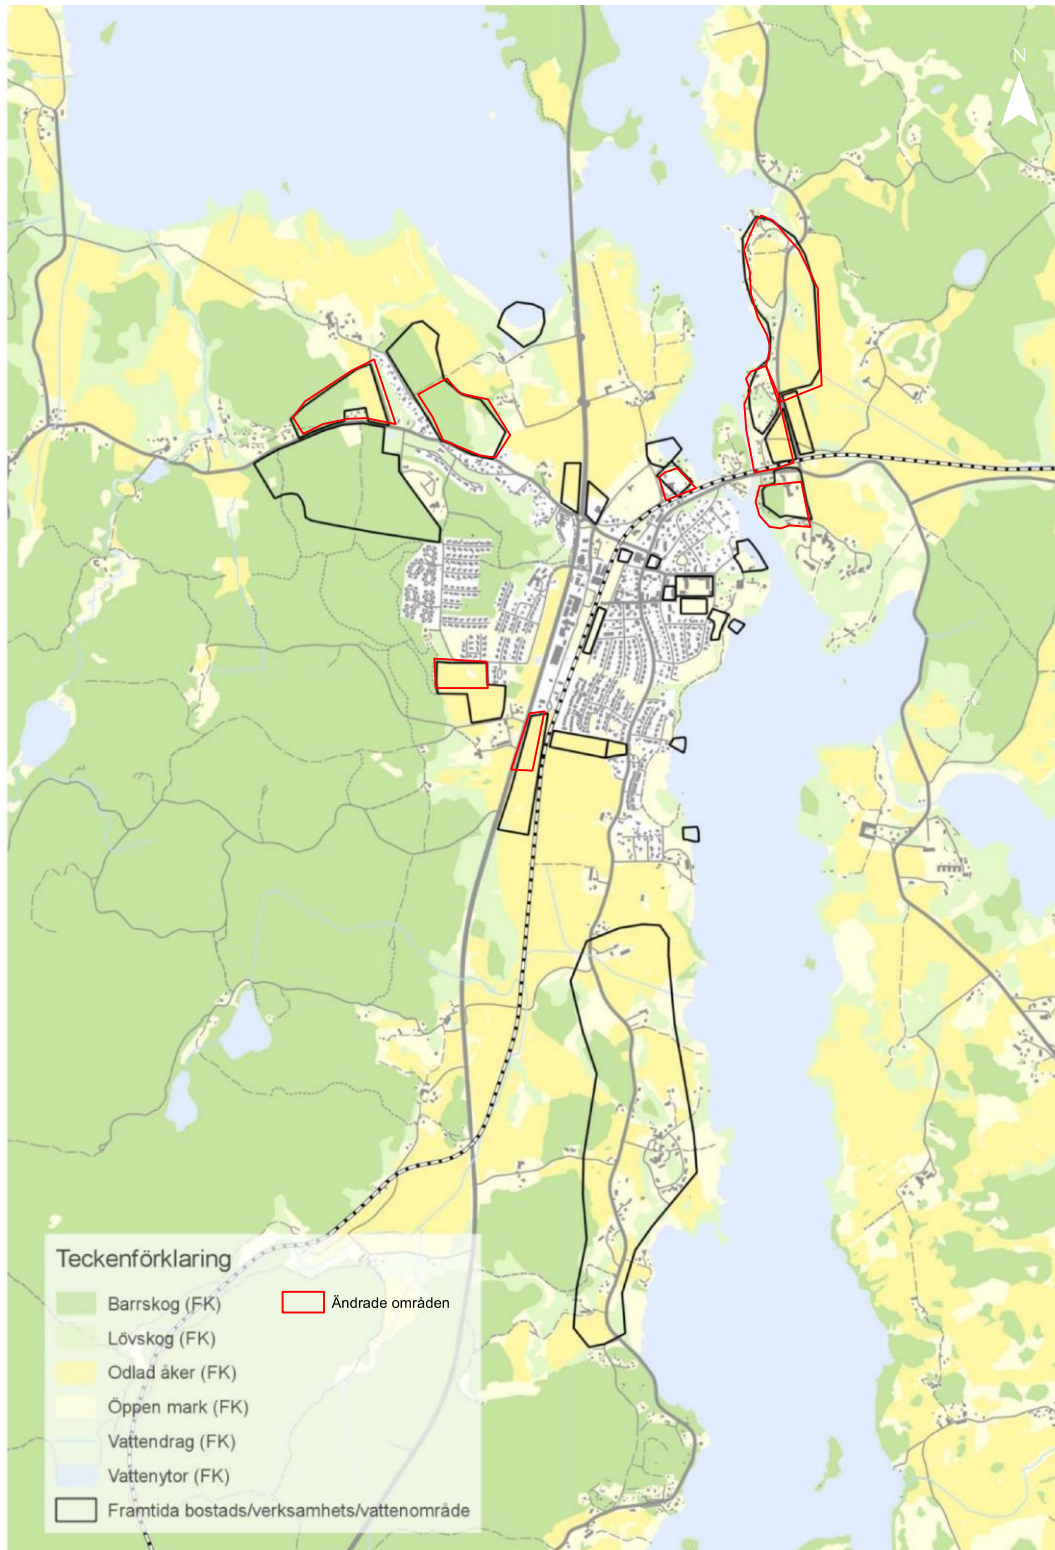 N
Teckenförklaring
Barrskog (FK)
Ändrade områden
Lövskog (FK)
Odlad åker (FK)
Öppen mark (FK)
Vattendrag (FK)
Vattenytor (FK)
Framtida bostads/verksamhets/vattenområde